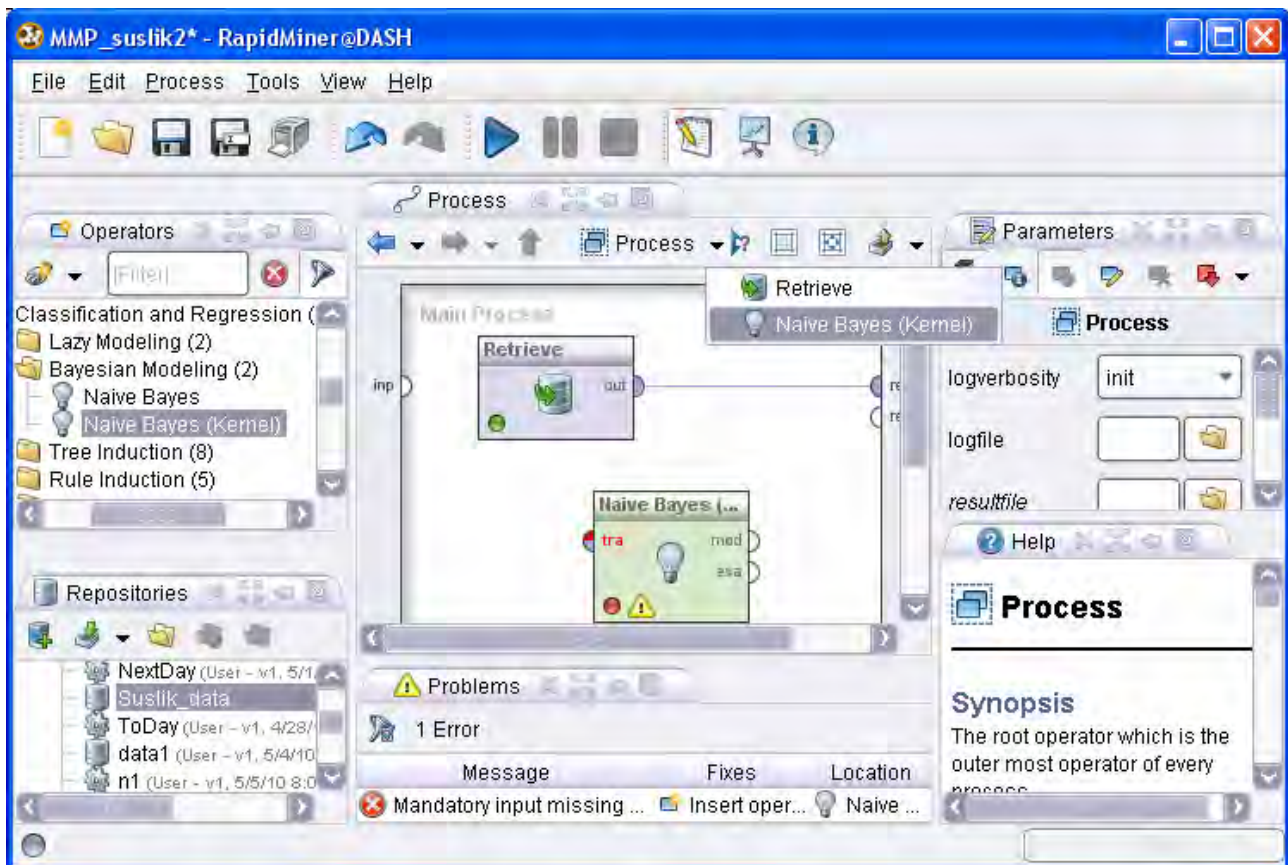 MMP_suslik2* - RapidMiner@DASH
File Edit Process Tools View Help
Process
Operators
Parameters
[Filter]
Process
Retrieve
Naive Bayes (Kernel)
Process
Classification and Regression (
Lazy Modeling (2)
Bayesian Modeling (2)
Naive Bayes
Naive Bayes (Kernel)
Tree Induction (8)
Rule Induction (5)
Main Process
Retrieve
inp
out
re
re
Naive Bayes (...
tra
mod
exa
logverbosity
init
logfile
resultfile
Help
Process
Synopsis
The root operator which is the
outer most operator of every
process
Repositories
NextDay (User - v1, 5/1
Suslik_data
ToDay (User - v1, 4/28/
data1 (User - v1, 5/4/10
n1 (User - v1, 5/5/10 8:0
Problems
1 Error
Message Fixes Location
Mandatory input missing ... Insert oper... Naive ...